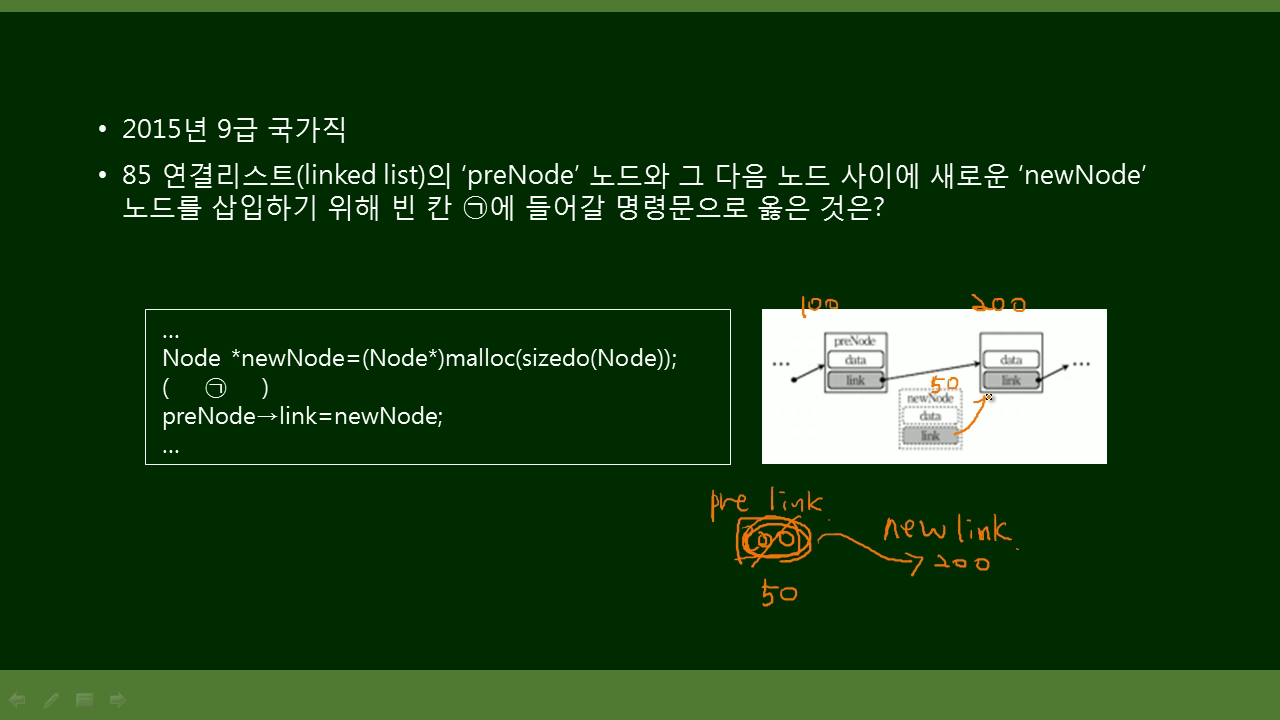 • 2015년 9급 국가직
• 85 연결리스트(linked list)의 ‘preNode’ 노드와 그 다음 노드 사이에 새로운 ‘newNode’
노드를 삽입하기 위해 빈 칸 ㉠에 들어갈 명령문으로 옳은 것은?
100
200
...
Node *newNode=(Node*)malloc(sizedo(Node));
( ㉠ )
preNode→link=newNode;
...
preNode
data
link
...
data
link
...
50
newNode
data
link
pre link
new link
200
50